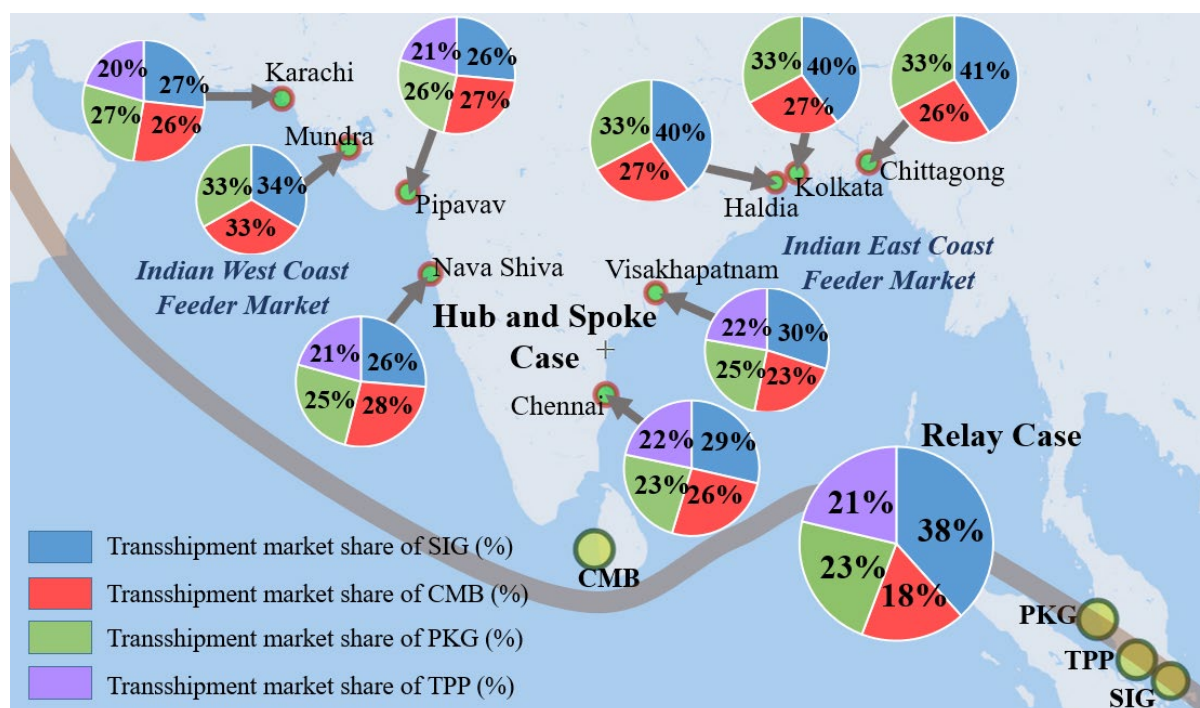 20%
27%
27%
26%
Karachi
21%
26%
26%
27%
Pipavav
Mundra
33%
34%
33%
Indian West Coast
Feeder Market
Nava Shiva
21%
26%
25%
28%
33%
40%
27%
Haldia
33%
40%
27%
Kolkata
33%
41%
26%
Chittagong
Indian East Coast
Feeder Market
Visakhapatnam
22%
30%
25%
23%
Hub and Spoke
Case
Chennai
22%
29%
23%
26%
Relay Case
21%
38%
23%
18%
CMB
PKG
TPP
SIG
Transshipment market share of SIG (%)
Transshipment market share of CMB (%)
Transshipment market share of PKG (%)
Transshipment market share of TPP (%)